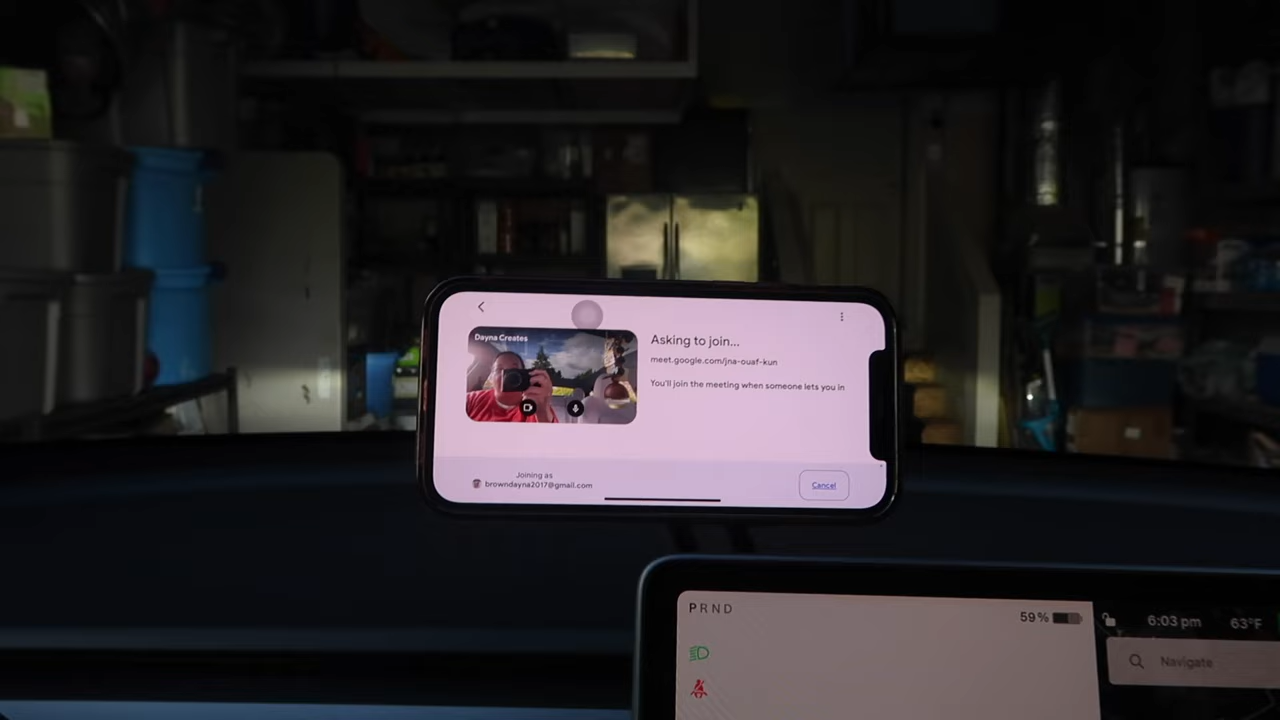 Dayna Creates
Asking to join...
meet.google.com/jna-ouaf-kun
You'll join the meeting when someone lets you in
Joining as
browndayna2017@gmail.com
Cancel
PRND
59%
6:03 pm
63°F
Navigate